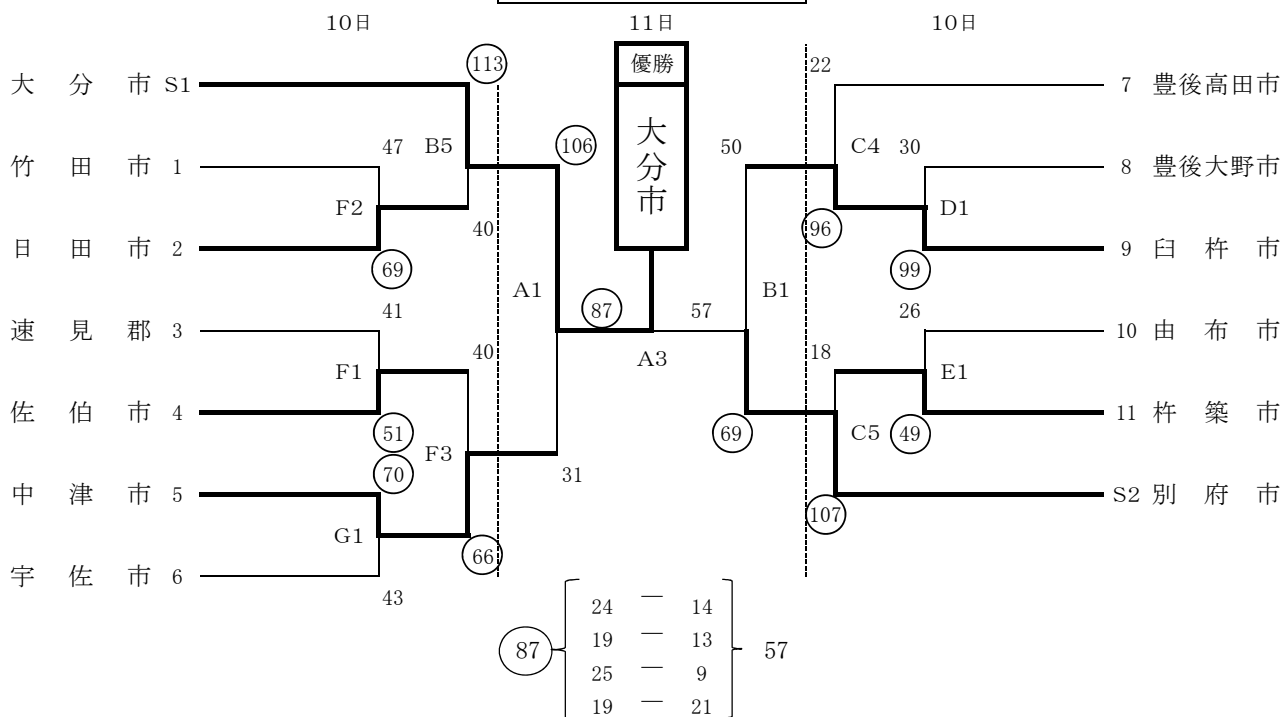 10日 11日 10日
優勝
大分市
大分市 S1
竹田市 1
日田市 2
速見郡 3
佐伯市 4
中津市 5
宇佐市 6
113
47 B5
F2
40
69
41
40
F1
51
70
F3
G1
66
43
106
A1
87
31
A3
57
50
B1
69
22
C4 30
D1
96
99
26
18
E1
C5
49
107
7 豊後高田市
8 豊後大野市
9 臼杵市
10 由布市
11 杵築市
S2 別府市
24 — 14
19 — 13
87 57
25 — 9
19 — 21